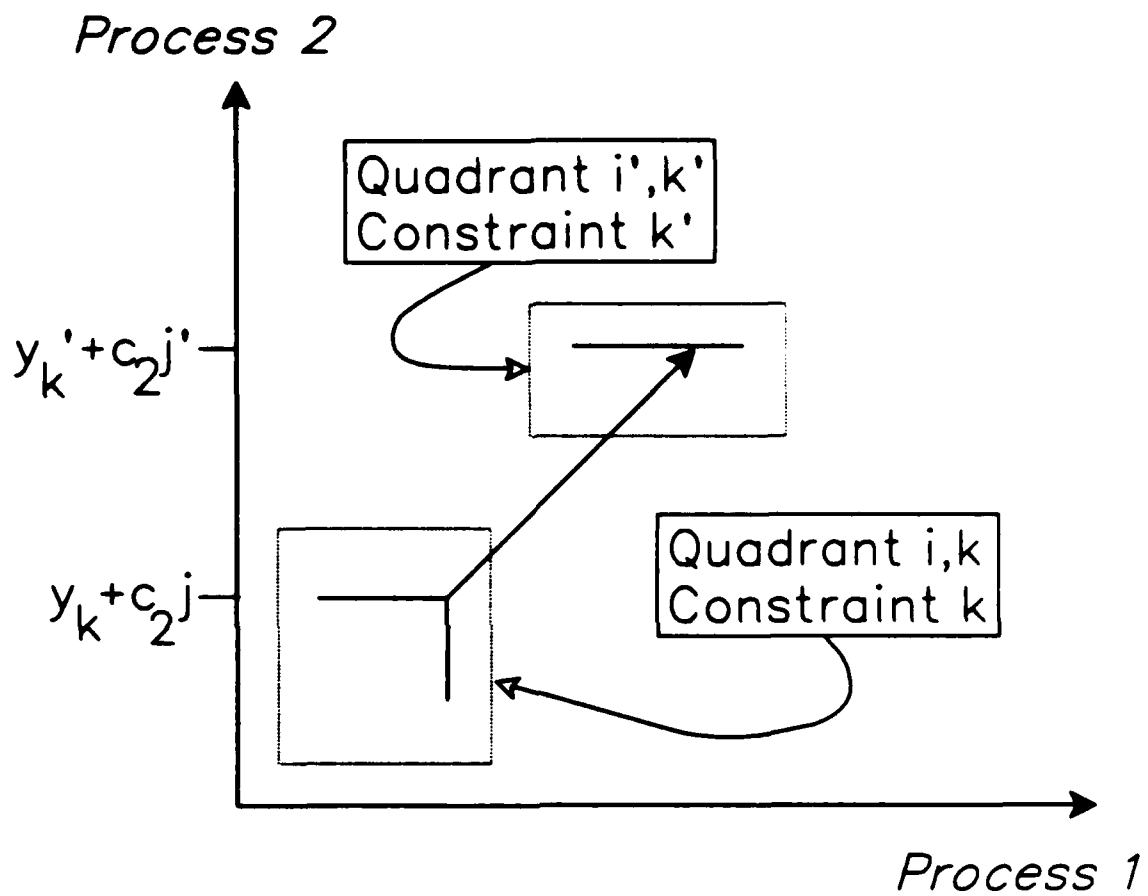 Process 2
Quadrant i',k'
Constraint k'
y_k'+c_2j'
Quadrant i,k
Constraint k
y_k+c_2j
Process 1